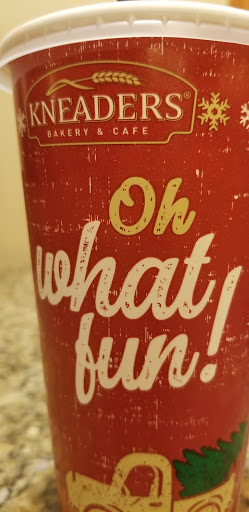 KNEADERS®
BAKERY & CAFE
Oh
what
fun!